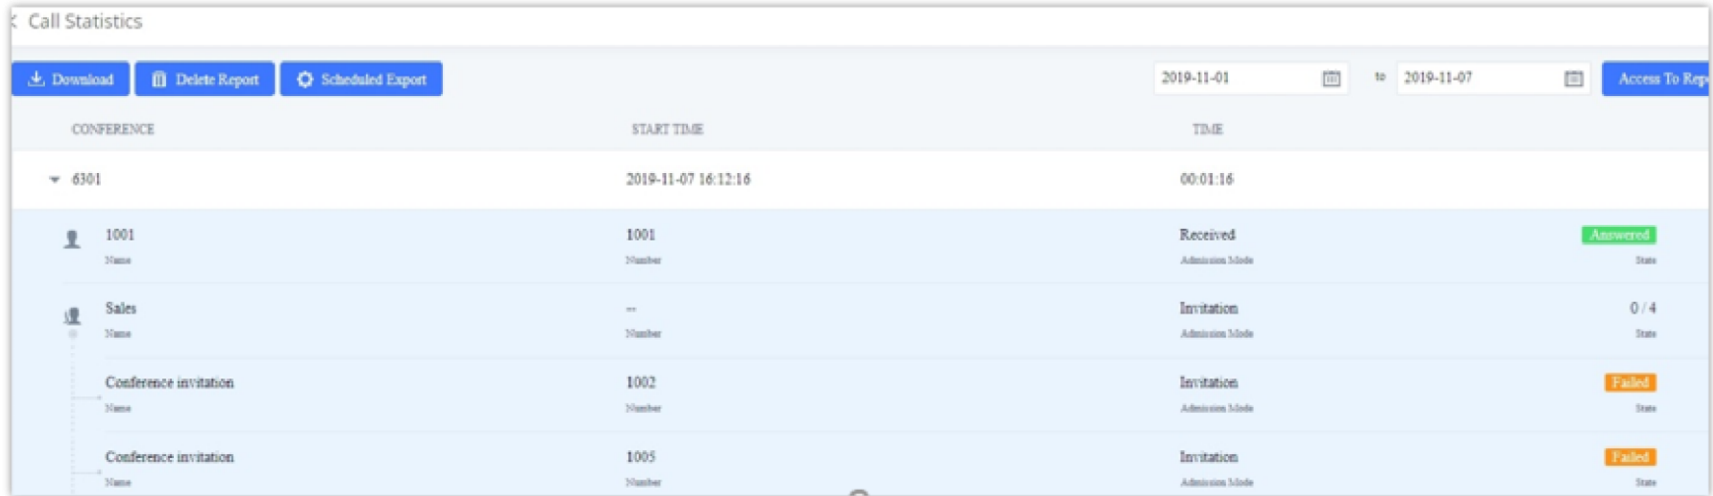 Call Statistics
Download Delete Report Scheduled Export 2019-11-01 to 2019-11-07 Access To Rep
CONFERENCE START TIME TIME
6301 2019-11-07 16:12:16 00:01:16
1001 1001 Received Answered
Name Number Admission Mode State
Sales -- Invitation 0 / 4
Name Number Admission Mode State
Conference invitation 1002 Invitation Failed
Name Number Admission Mode State
Conference invitation 1005 Invitation Failed
Name Number Admission Mode State